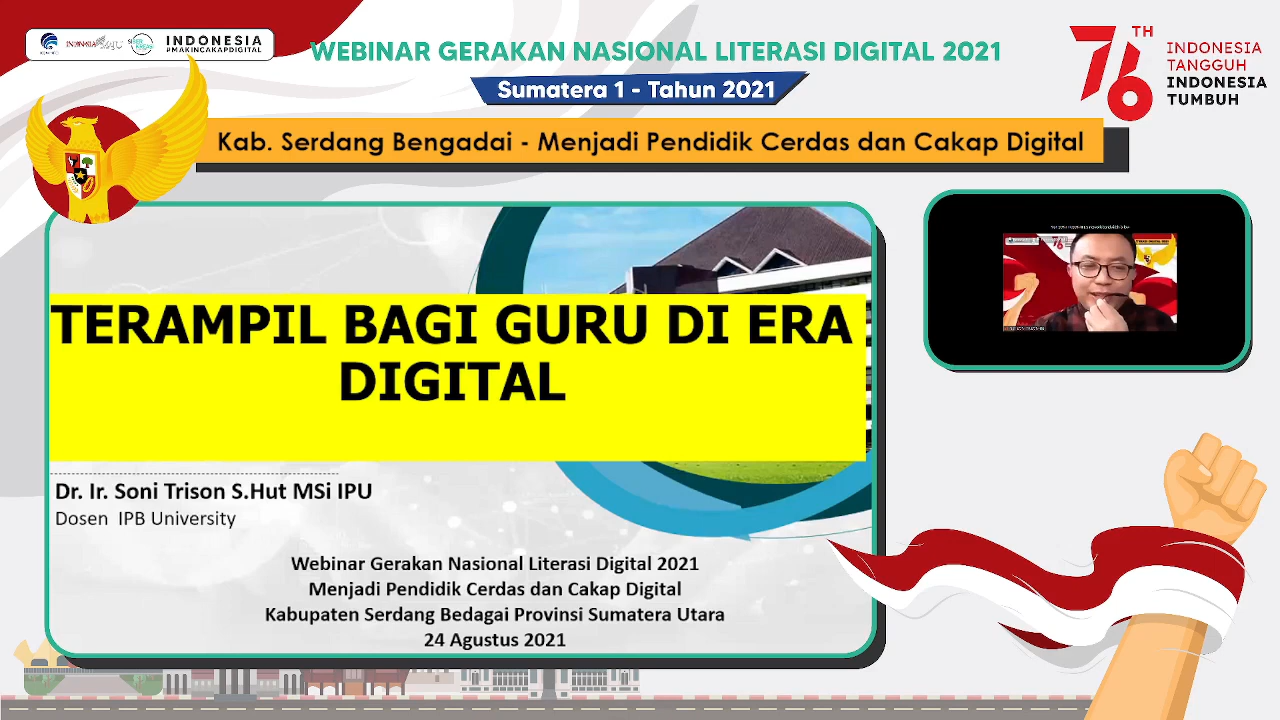 INDONESIA
#MAKINCAKAPDIGITAL
WEBINAR GERAKAN NASIONAL LITERASI DIGITAL 2021
Sumatera 1 - Tahun 2021
76TH
INDONESIA
TANGGUH
INDONESIA
TUMBUH
Kab. Serdang Bengadai - Menjadi Pendidik Cerdas dan Cakap Digital
TERAMPIL BAGI GURU DI ERA
DIGITAL
Dr. Ir. Soni Trison S.Hut MSi IPU
Dosen IPB University
Webinar Gerakan Nasional Literasi Digital 2021
Menjadi Pendidik Cerdas dan Cakap Digital
Kabupaten Serdang Bedagai Provinsi Sumatera Utara
24 Agustus 2021